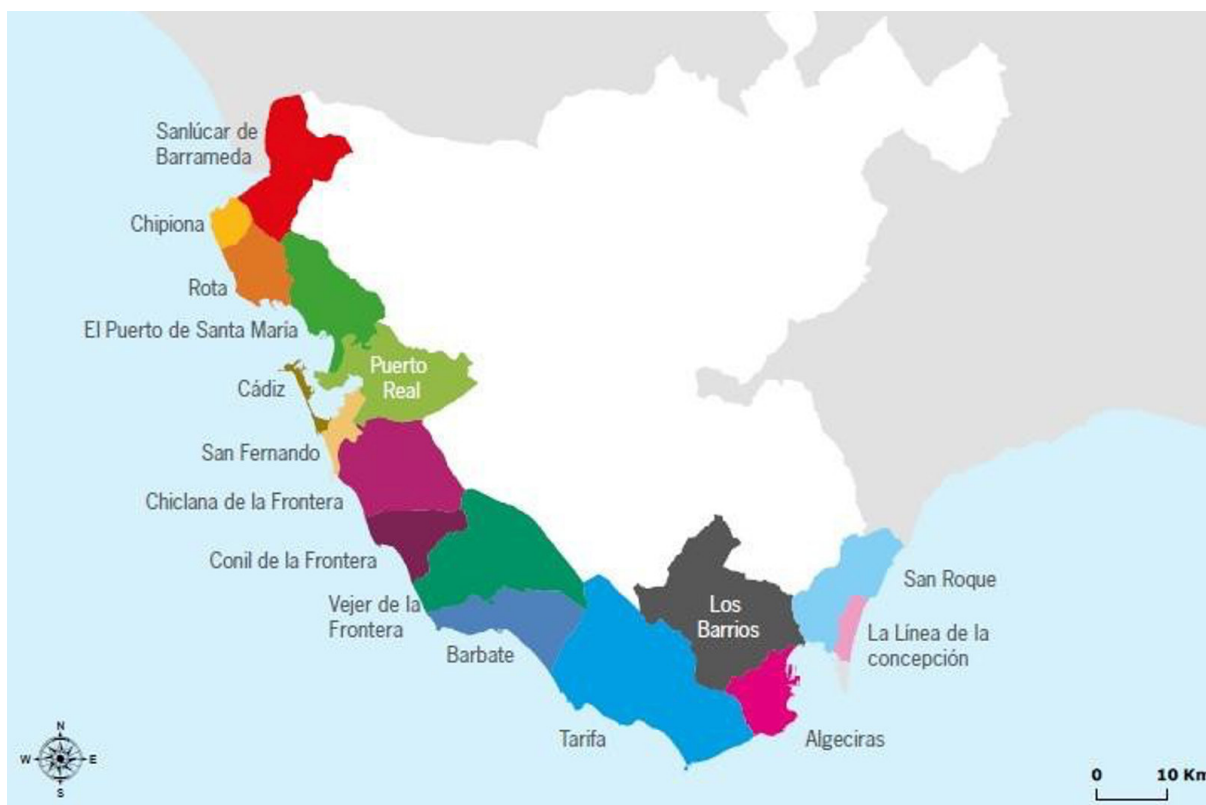 Sanlúcar de
Barrameda
Chipiona
Rota
El Puerto de Santa María
Puerto
Real
Cádiz
San Fernando
Chiclana de la Frontera
Conil de la Frontera
Vejer de la
Frontera
Barbate
Tarifa
Los
Barrios
San Roque
La Línea de la
concepción
Algeciras
N
W
E
S
0
10 Km